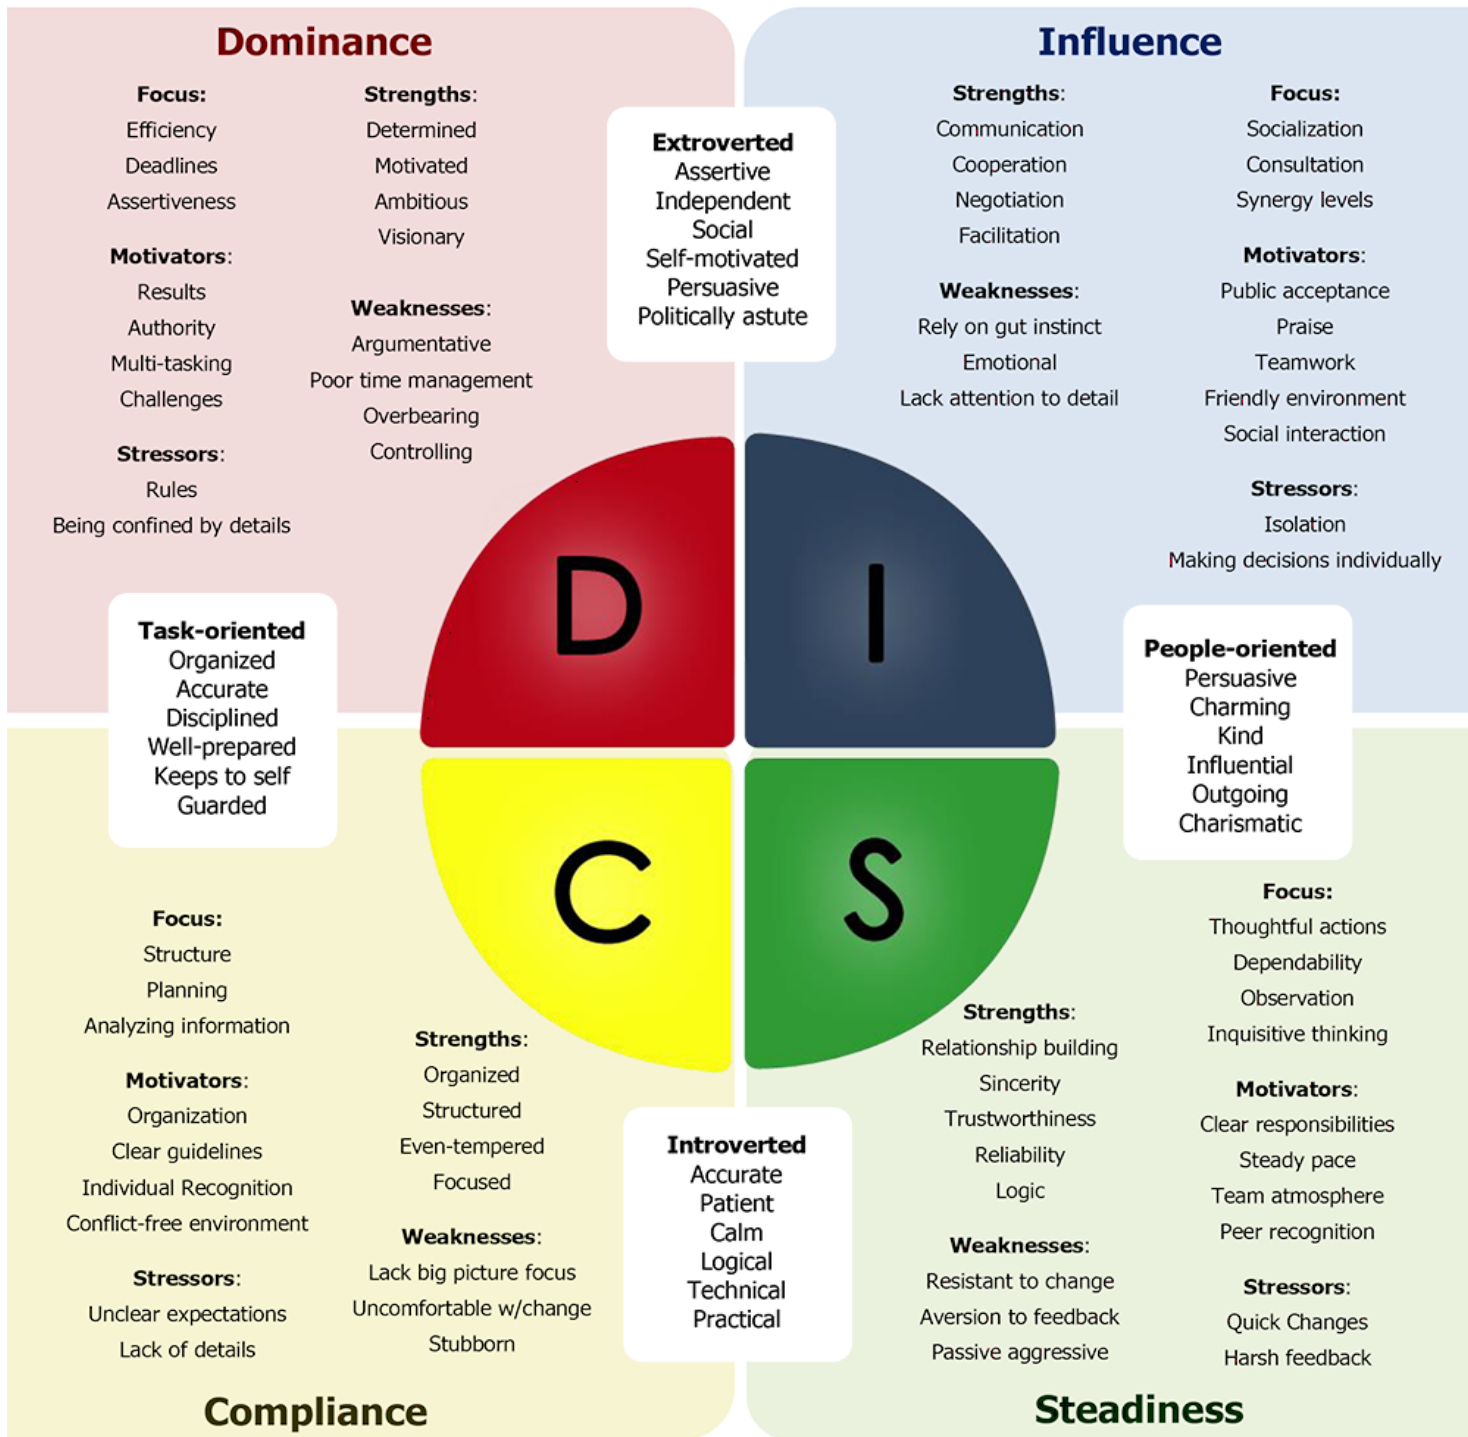 Dominance
Focus:
Efficiency
Deadlines
Assertiveness
Motivators:
Results
Authority
Multi-tasking
Challenges
Stressors:
Rules
Being confined by details
Strengths:
Determined
Motivated
Ambitious
Visionary
Weaknesses:
Argumentative
Poor time management
Overbearing
Controlling
Extroverted
Assertive
Independent
Social
Self-motivated
Persuasive
Politically astute
Influence
Strengths:
Communication
Cooperation
Negotiation
Facilitation
Weaknesses:
Rely on gut instinct
Emotional
Lack attention to detail
Focus:
Socialization
Consultation
Synergy levels
Motivators:
Public acceptance
Praise
Teamwork
Friendly environment
Social interaction
Stressors:
Isolation
Making decisions individually
D
I
C
S
Task-oriented
Organized
Accurate
Disciplined
Well-prepared
Keeps to self
Guarded
People-oriented
Persuasive
Charming
Kind
Influential
Outgoing
Charismatic
Focus:
Structure
Planning
Analyzing information
Motivators:
Organization
Clear guidelines
Individual Recognition
Conflict-free environment
Stressors:
Unclear expectations
Lack of details
Strengths:
Organized
Structured
Even-tempered
Focused
Weaknesses:
Lack big picture focus
Uncomfortable w/change
Stubborn
Compliance
Introverted
Accurate
Patient
Calm
Logical
Technical
Practical
Strengths:
Relationship building
Sincerity
Trustworthiness
Reliability
Logic
Weaknesses:
Resistant to change
Aversion to feedback
Passive aggressive
Focus:
Thoughtful actions
Dependability
Observation
Inquisitive thinking
Motivators:
Clear responsibilities
Steady pace
Team atmosphere
Peer recognition
Stressors:
Quick Changes
Harsh feedback
Steadiness